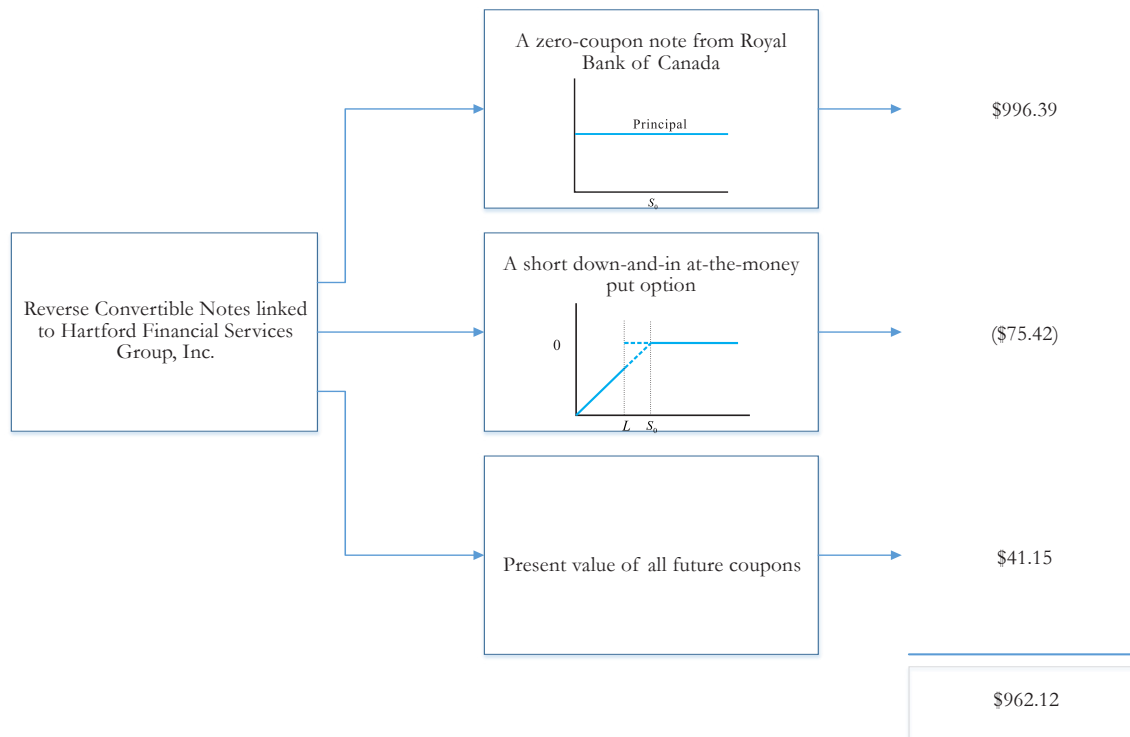 A zero-coupon note from Royal
Bank of Canada
Principal
S₀
$996.39
Reverse Convertible Notes linked
to Hartford Financial Services
Group, Inc.
A short down-and-in at-the-money
put option
0
L S₀
($75.42)
Present value of all future coupons
$41.15
$962.12